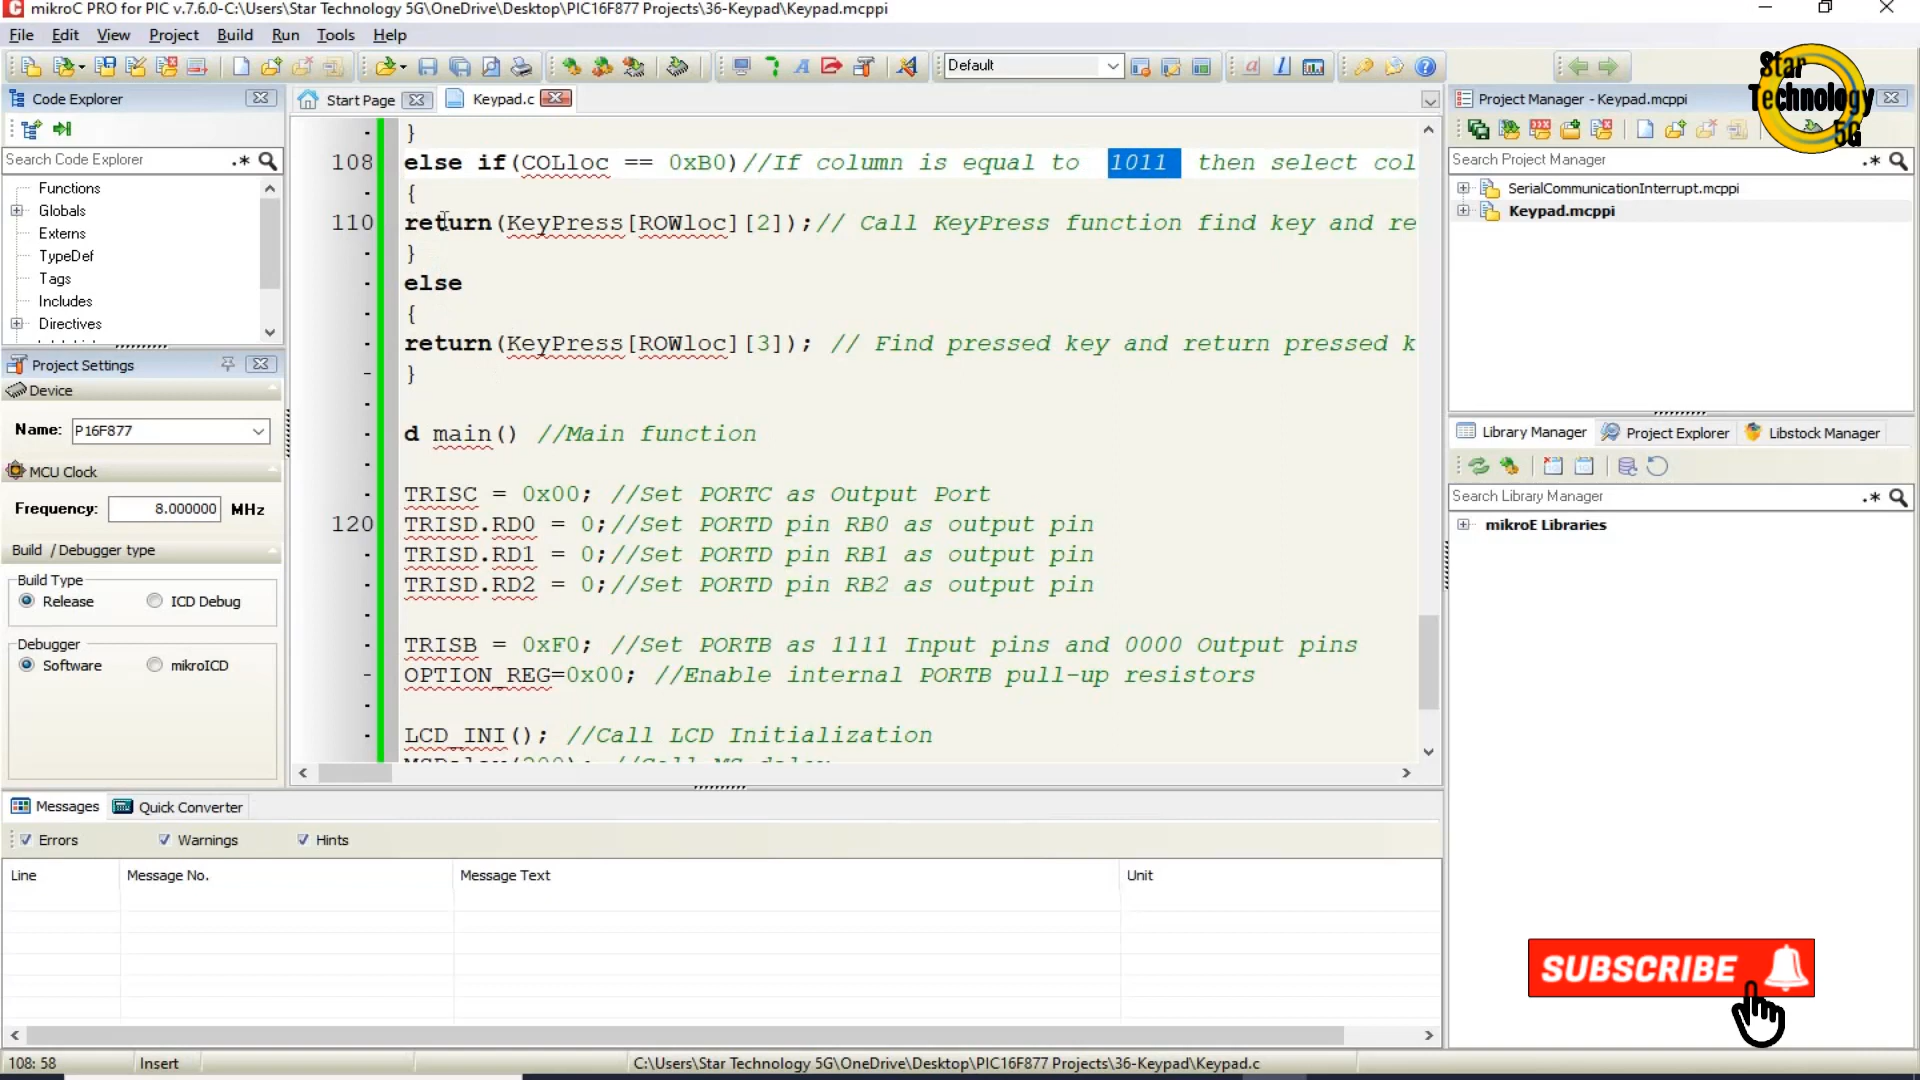 mikroC PRO for PIC v.7.6.0-C:\Users\Star Technology 5G\OneDrive\Desktop\PIC16F877 Projects\36-Keypad\Keypad.mcppi
File Edit View Project Build Run Tools Help
Default
Star
Technology
5G
Code Explorer
Search Code Explorer
Functions
Globals
Externs
TypeDef
Tags
Includes
Directives
Project Settings
Device
Name: P16F877
MCU Clock
Frequency: 8.000000 MHz
Build / Debugger type
Build Type
Release ICD Debug
Debugger
Software mikroICD
Start Page Keypad.c
}
108 else if(COLloc == 0xB0)//If column is equal to 1011 then select col
{
110 return(KeyPress[ROWloc][2]);// Call KeyPress function find key and re
}
else
{
return(KeyPress[ROWloc][3]); // Find pressed key and return pressed k
}
d main() //Main function
TRISC = 0x00; //Set PORTC as Output Port
120 TRISD.RD0 = 0;//Set PORTD pin RB0 as output pin
TRISD.RD1 = 0;//Set PORTD pin RB1 as output pin
TRISD.RD2 = 0;//Set PORTD pin RB2 as output pin
TRISB = 0xF0; //Set PORTB as 1111 Input pins and 0000 Output pins
OPTION_REG=0x00; //Enable internal PORTB pull-up resistors
LCD_INI(); //Call LCD Initialization
Project Manager - Keypad.mcppi
Search Project Manager
SerialCommunicationInterrupt.mcppi
Keypad.mcppi
Library Manager Project Explorer Libstock Manager
Search Library Manager
mikroE Libraries
Messages Quick Converter
Errors Warnings Hints
Line Message No. Message Text Unit
SUBSCRIBE
108: 58 Insert C:\Users\Star Technology 5G\OneDrive\Desktop\PIC16F877 Projects\36-Keypad\Keypad.c